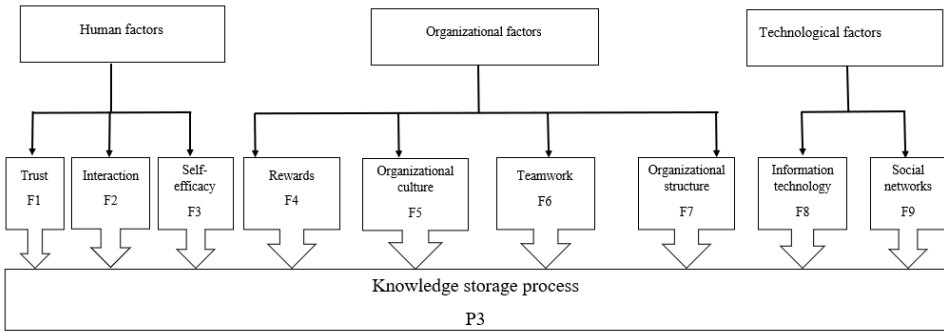 Human factors
Organizational factors
Technological factors
Trust
F1
Interaction
F2
Self-
efficacy
F3
Rewards
F4
Organizational
culture
F5
Teamwork
F6
Organizational
structure
F7
Information
technology
F8
Social
networks
F9
Knowledge storage process
P3